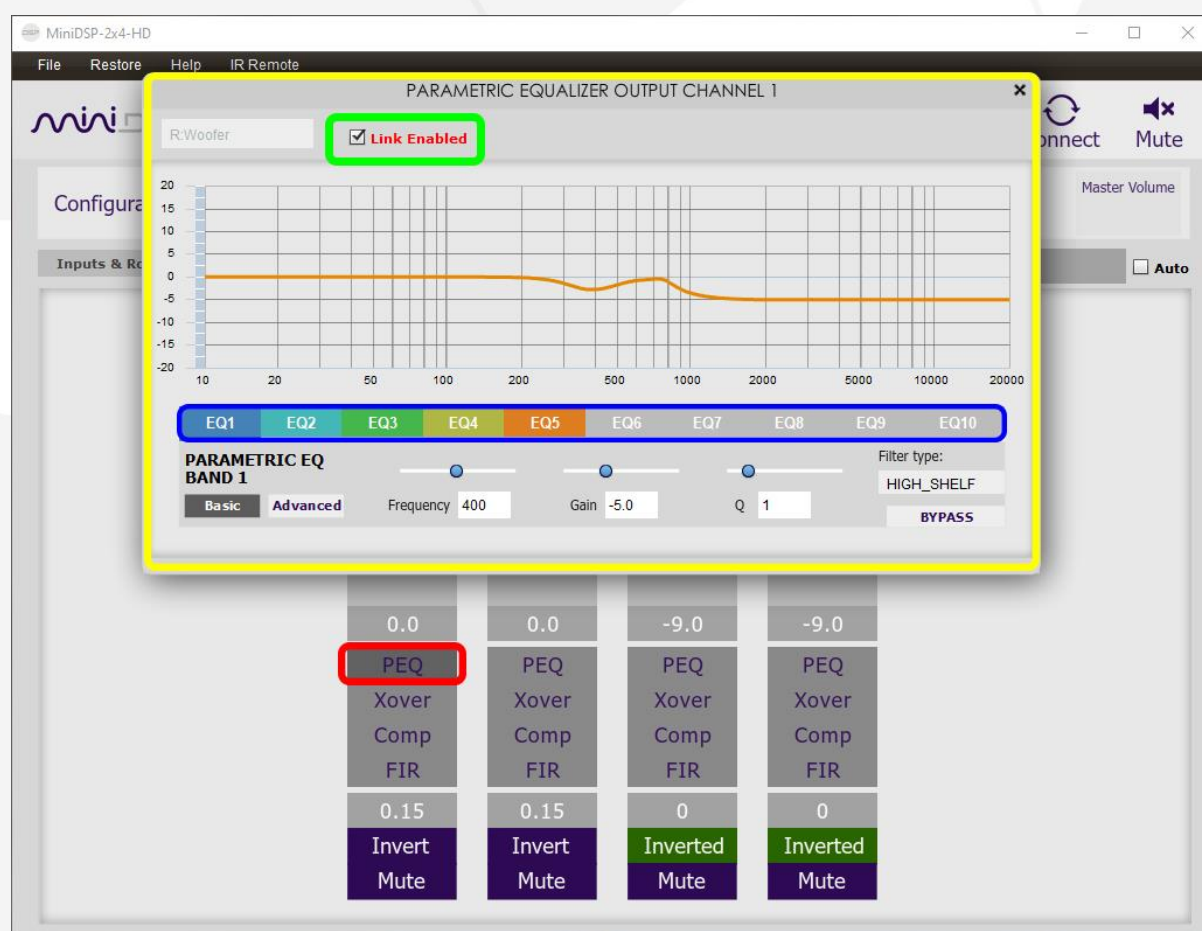 MiniDSP-2x4-HD
File Restore Help IR Remote
PARAMETRIC EQUALIZER OUTPUT CHANNEL 1
mini
R:Woofer
Link Enabled
Mute
Master Volume
Auto
20
15
10
5
0
-5
-10
-15
-20
10 20 50 100 200 500 1000 2000 5000 10000 20000
EQ1 EQ2 EQ3 EQ4 EQ5 EQ6 EQ7 EQ8 EQ9 EQ10
PARAMETRIC EQ
BAND 1
Filter type:
HIGH_SHELF
Basic Advanced Frequency 400 Gain -5.0 Q 1
BYPASS
0.0 0.0 -9.0 -9.0
PEQ PEQ PEQ PEQ
Xover Xover Xover Xover
Comp Comp Comp Comp
FIR FIR FIR FIR
0.15 0.15 0 0
Invert Invert Inverted Inverted
Mute Mute Mute Mute